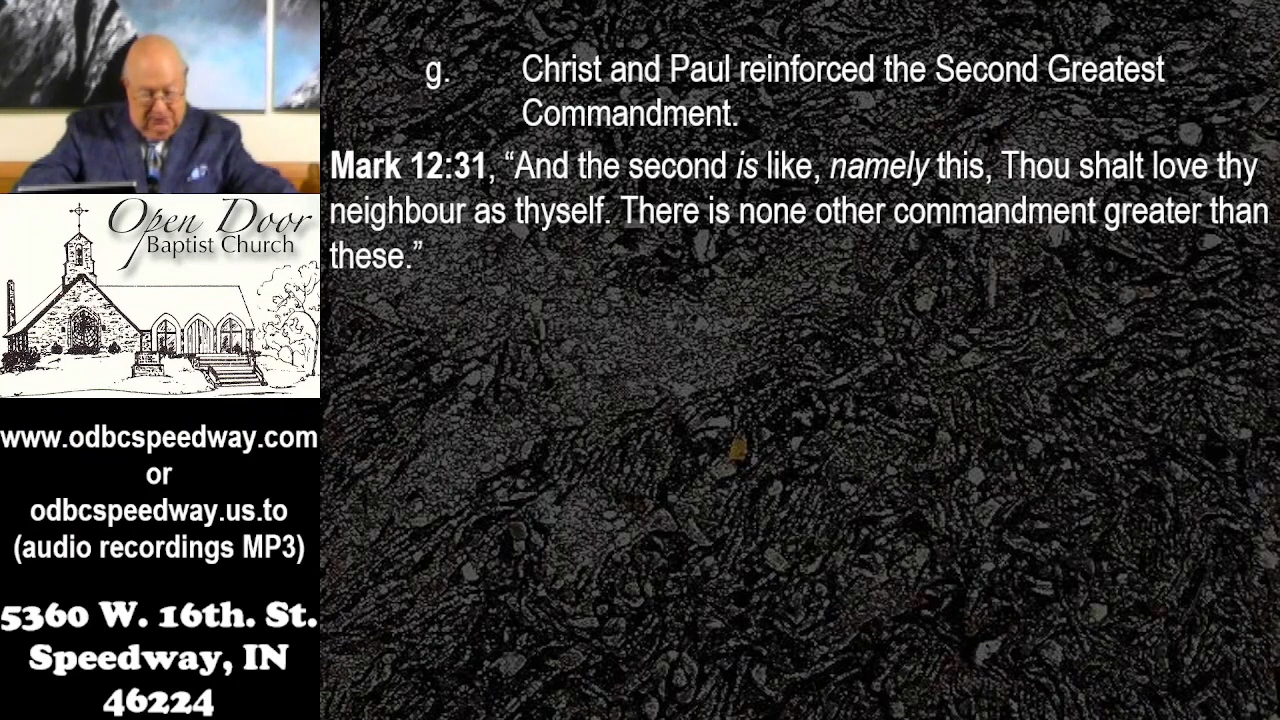 g. Christ and Paul reinforced the Second Greatest
Commandment.
Mark 12:31, “And the second is like, namely this, Thou shalt love thy
neighbour as thyself. There is none other commandment greater than
these.”
Open Door
Baptist Church
www.odbcspeedway.com
or
odbcspeedway.us.to
(audio recordings MP3)
5360 W. 16th. St.
Speedway, IN
46224